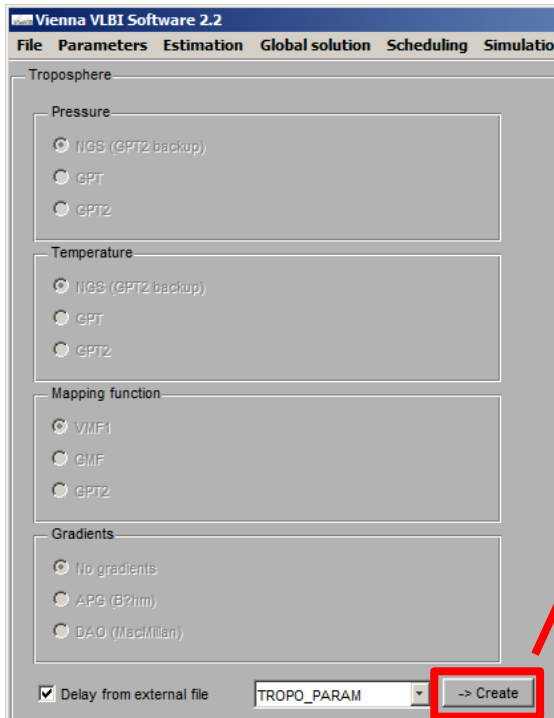 Vienna VLBI Software 2.2
File Parameters Estimation Global solution Scheduling Simulatio
Troposphere
Pressure
NGS (GPT2 backup)
GPT
GPT2
Temperature
NGS (GPT2 backup)
GPT
GPT2
Mapping function
VMF1
GMF
GPT2
Gradients
No gradients
APG (B?hm)
DAO (MacMillan)
Delay from external file TROPO_PARAM -> Create